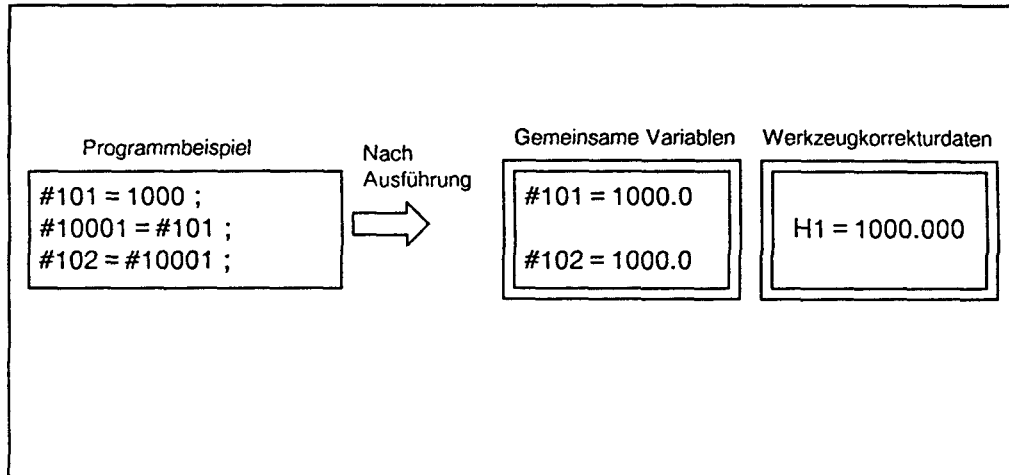 Programmbeispiel
#101 = 1000 ;
#10001 = #101 ;
#102 = #10001 ;
Nach
Ausführung
Gemeinsame Variablen
#101 = 1000.0
#102 = 1000.0
Werkzeugkorrekturdaten
H1 = 1000.000